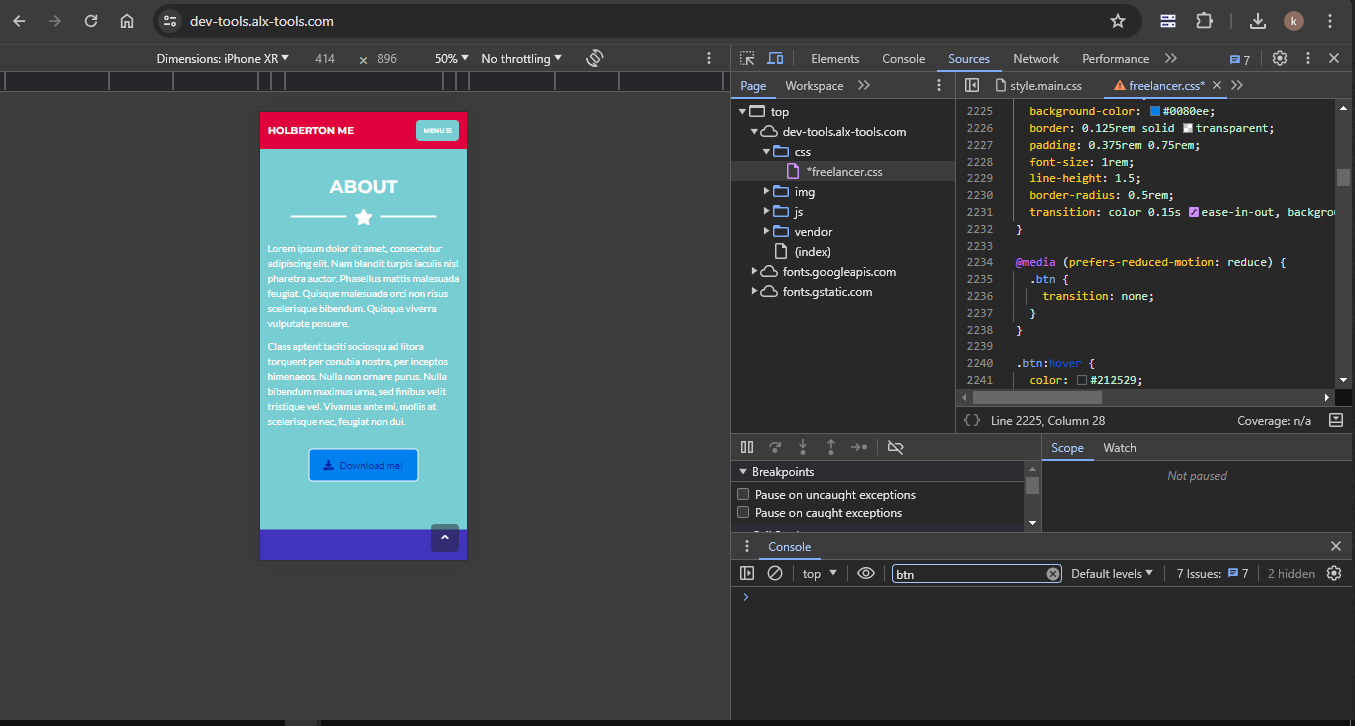 dev-tools.alx-tools.com
k
Dimensions: iPhone XR 414 × 896 50% No throttling
HOLBERTON ME
MENU
ABOUT
Lorem ipsum dolor sit amet, consectetur
adipiscing elit. Nam blandit turpis iaculis nisl
pharetra auctor. Phasellus mattis malesuada
feugiat. Quisque malesuada orci non risus
scelerisque bibendum. Quisque viverra
vulputate posuere.
Class aptent taciti sociosqu ad litora
torquent per conubia nostra, per inceptos
himenaeos. Nulla non ornare purus. Nulla
bibendum maximus urna, sed finibus velit
tristique vel. Vivamus ante mi, mollis at
scelerisque nec, feugiat non dui.
Download me!
Elements Console Sources Network Performance 7
Page Workspace
top
dev-tools.alx-tools.com
css
*freelancer.css
img
js
vendor
(index)
fonts.googleapis.com
fonts.gstatic.com
style.main.css freelancer.css*
2225 background-color: #0080ee;
2226 border: 0.125rem solid transparent;
2227 padding: 0.375rem 0.75rem;
2228 font-size: 1rem;
2229 line-height: 1.5;
2230 border-radius: 0.5rem;
2231 transition: color 0.15s ease-in-out, backgrou
2232 }
2233
2234 @media (prefers-reduced-motion: reduce) {
2235 .btn {
2236 transition: none;
2237 }
2238 }
2239
2240 .btn:hover {
2241 color: #212529;
{} Line 2225, Column 28 Coverage: n/a
Breakpoints
Pause on uncaught exceptions
Pause on caught exceptions
Scope Watch
Not paused
Console
top btn Default levels 7 Issues: 7 2 hidden